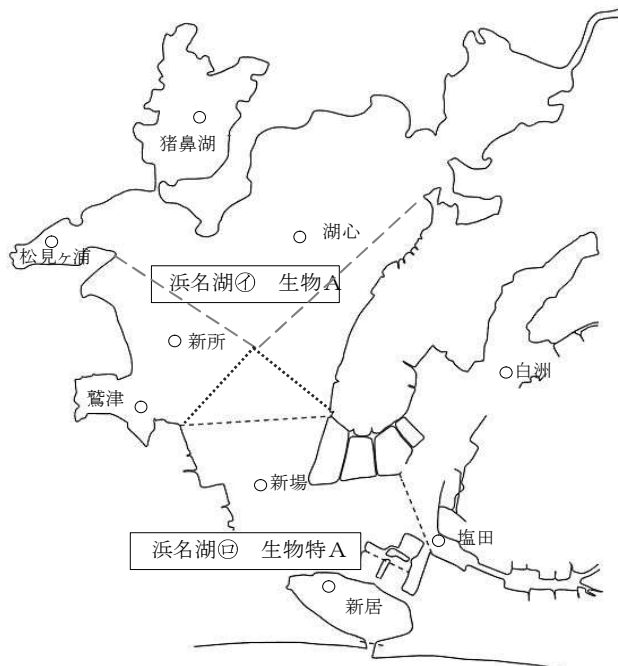 猪鼻湖
湖心
松見ヶ浦
浜名湖㋑　生物A
新所
白洲
鷲津
新場
塩田
浜名湖㋺　生物特A
新居